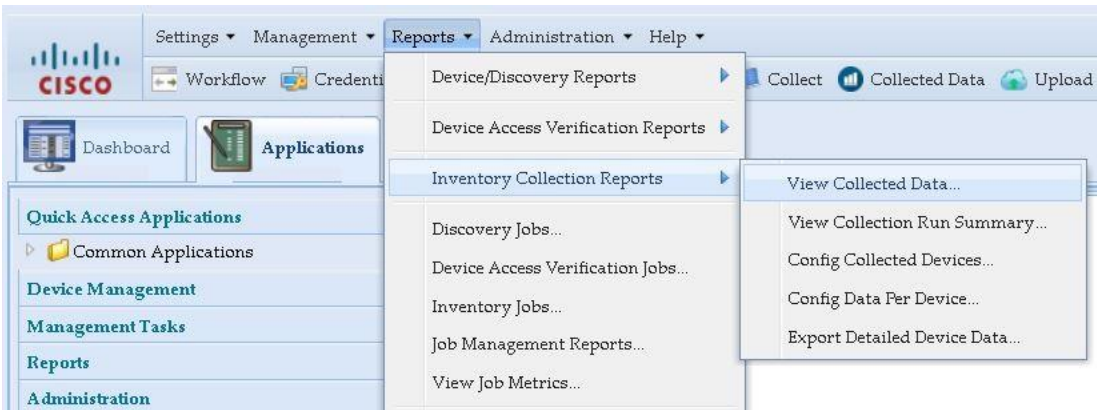 Settings Management Reports Administration Help
CISCO
Workflow Credenti Collect Collected Data Upload
Dashboard Applications
Quick Access Applications
Common Applications
Device Management
Management Tasks
Reports
Administration
Device/Discovery Reports
Device Access Verification Reports
Inventory Collection Reports
Discovery Jobs...
Device Access Verification Jobs...
Inventory Jobs...
Job Management Reports...
View Job Metrics...
View Collected Data...
View Collection Run Summary...
Config Collected Devices...
Config Data Per Device...
Export Detailed Device Data...